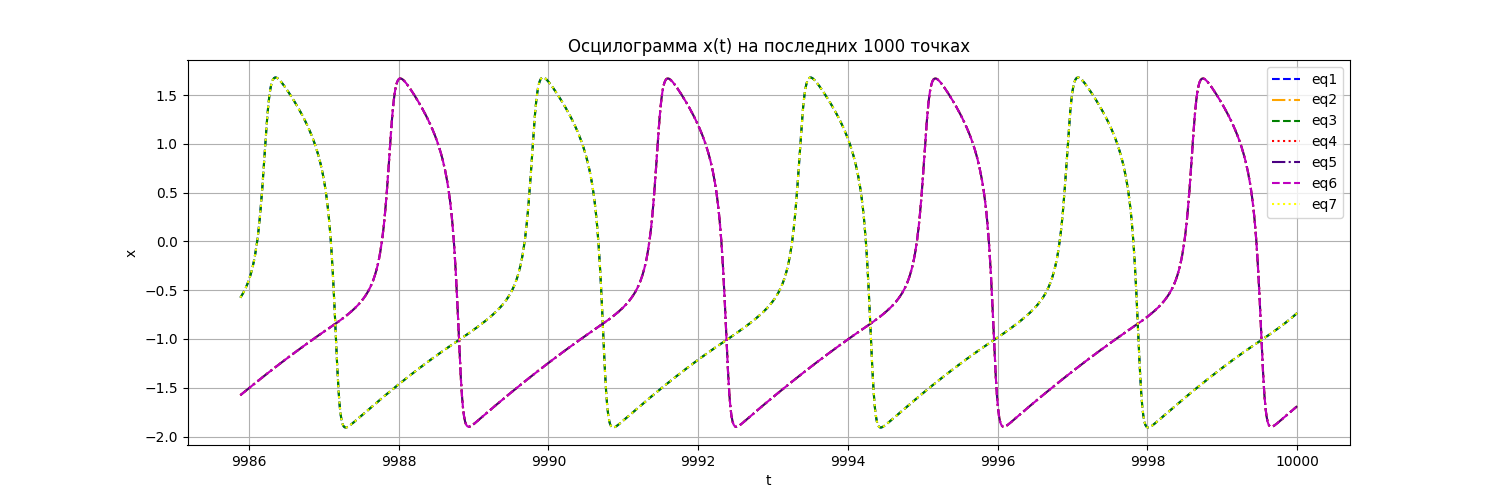 Осцилограмма x(t) на последних 1000 точках
1.5
1.0
0.5
0.0
−0.5
−1.0
−1.5
−2.0
x
eq1
eq2
eq3
eq4
eq5
eq6
eq7
9986 9988 9990 9992 9994 9996 9998 10000
t